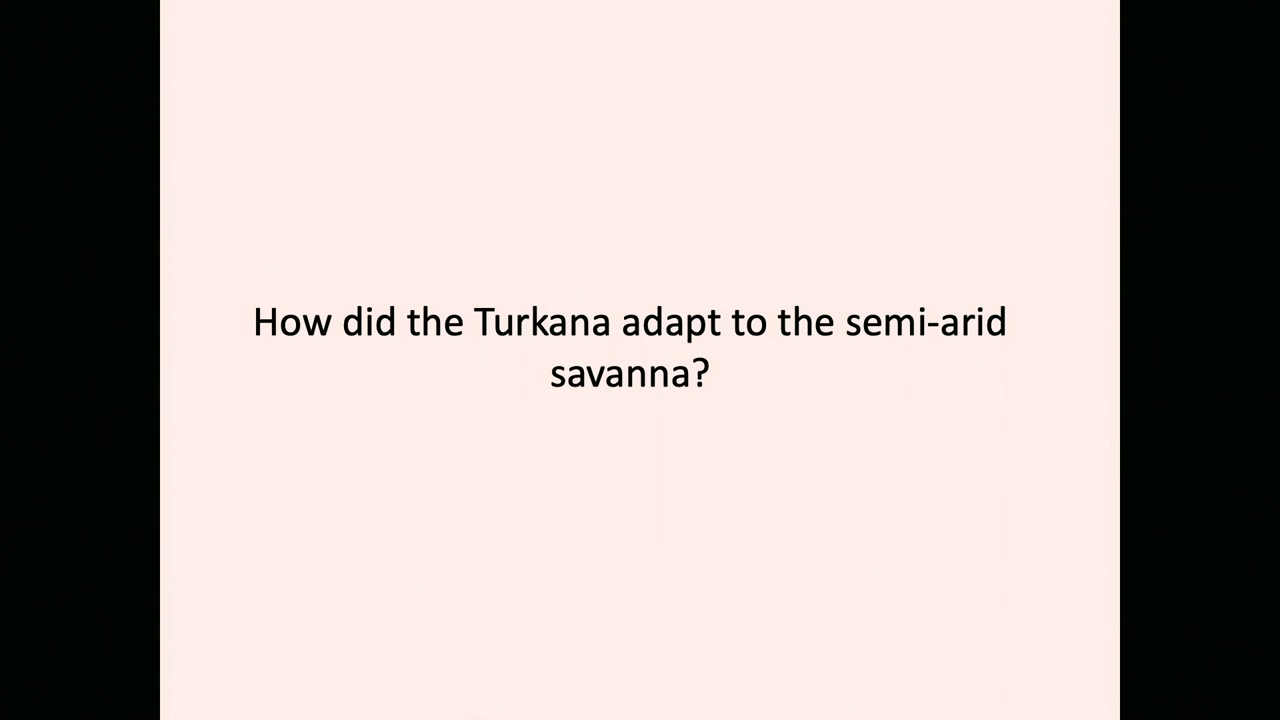 How did the Turkana adapt to the semi-arid
savanna?